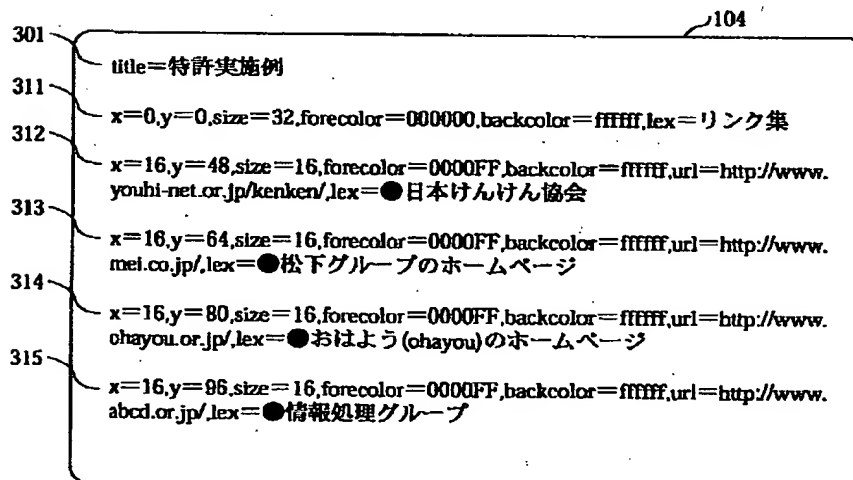 104
301
title=特許実施例
311
x=0,y=0,size=32,forecolor=000000,backcolor=ffffff,lex=リンク集
312
x=16,y=48,size=16,forecolor=0000FF,backcolor=ffffff,url=http://www.
youhi-net.or.jp/kenken/,lex=●日本けんけん協会
313
x=16,y=64,size=16,forecolor=0000FF,backcolor=ffffff,url=http://www.
mei.co.jp/,lex=●松下グループのホームページ
314
x=16,y=80,size=16,forecolor=0000FF,backcolor=ffffff,url=http://www.
ohayou.or.jp/,lex=●おはよう(ohayou)のホームページ
315
x=16,y=96,size=16,forecolor=0000FF,backcolor=ffffff,url=http://www.
abcd.or.jp/,lex=●情報処理グループ